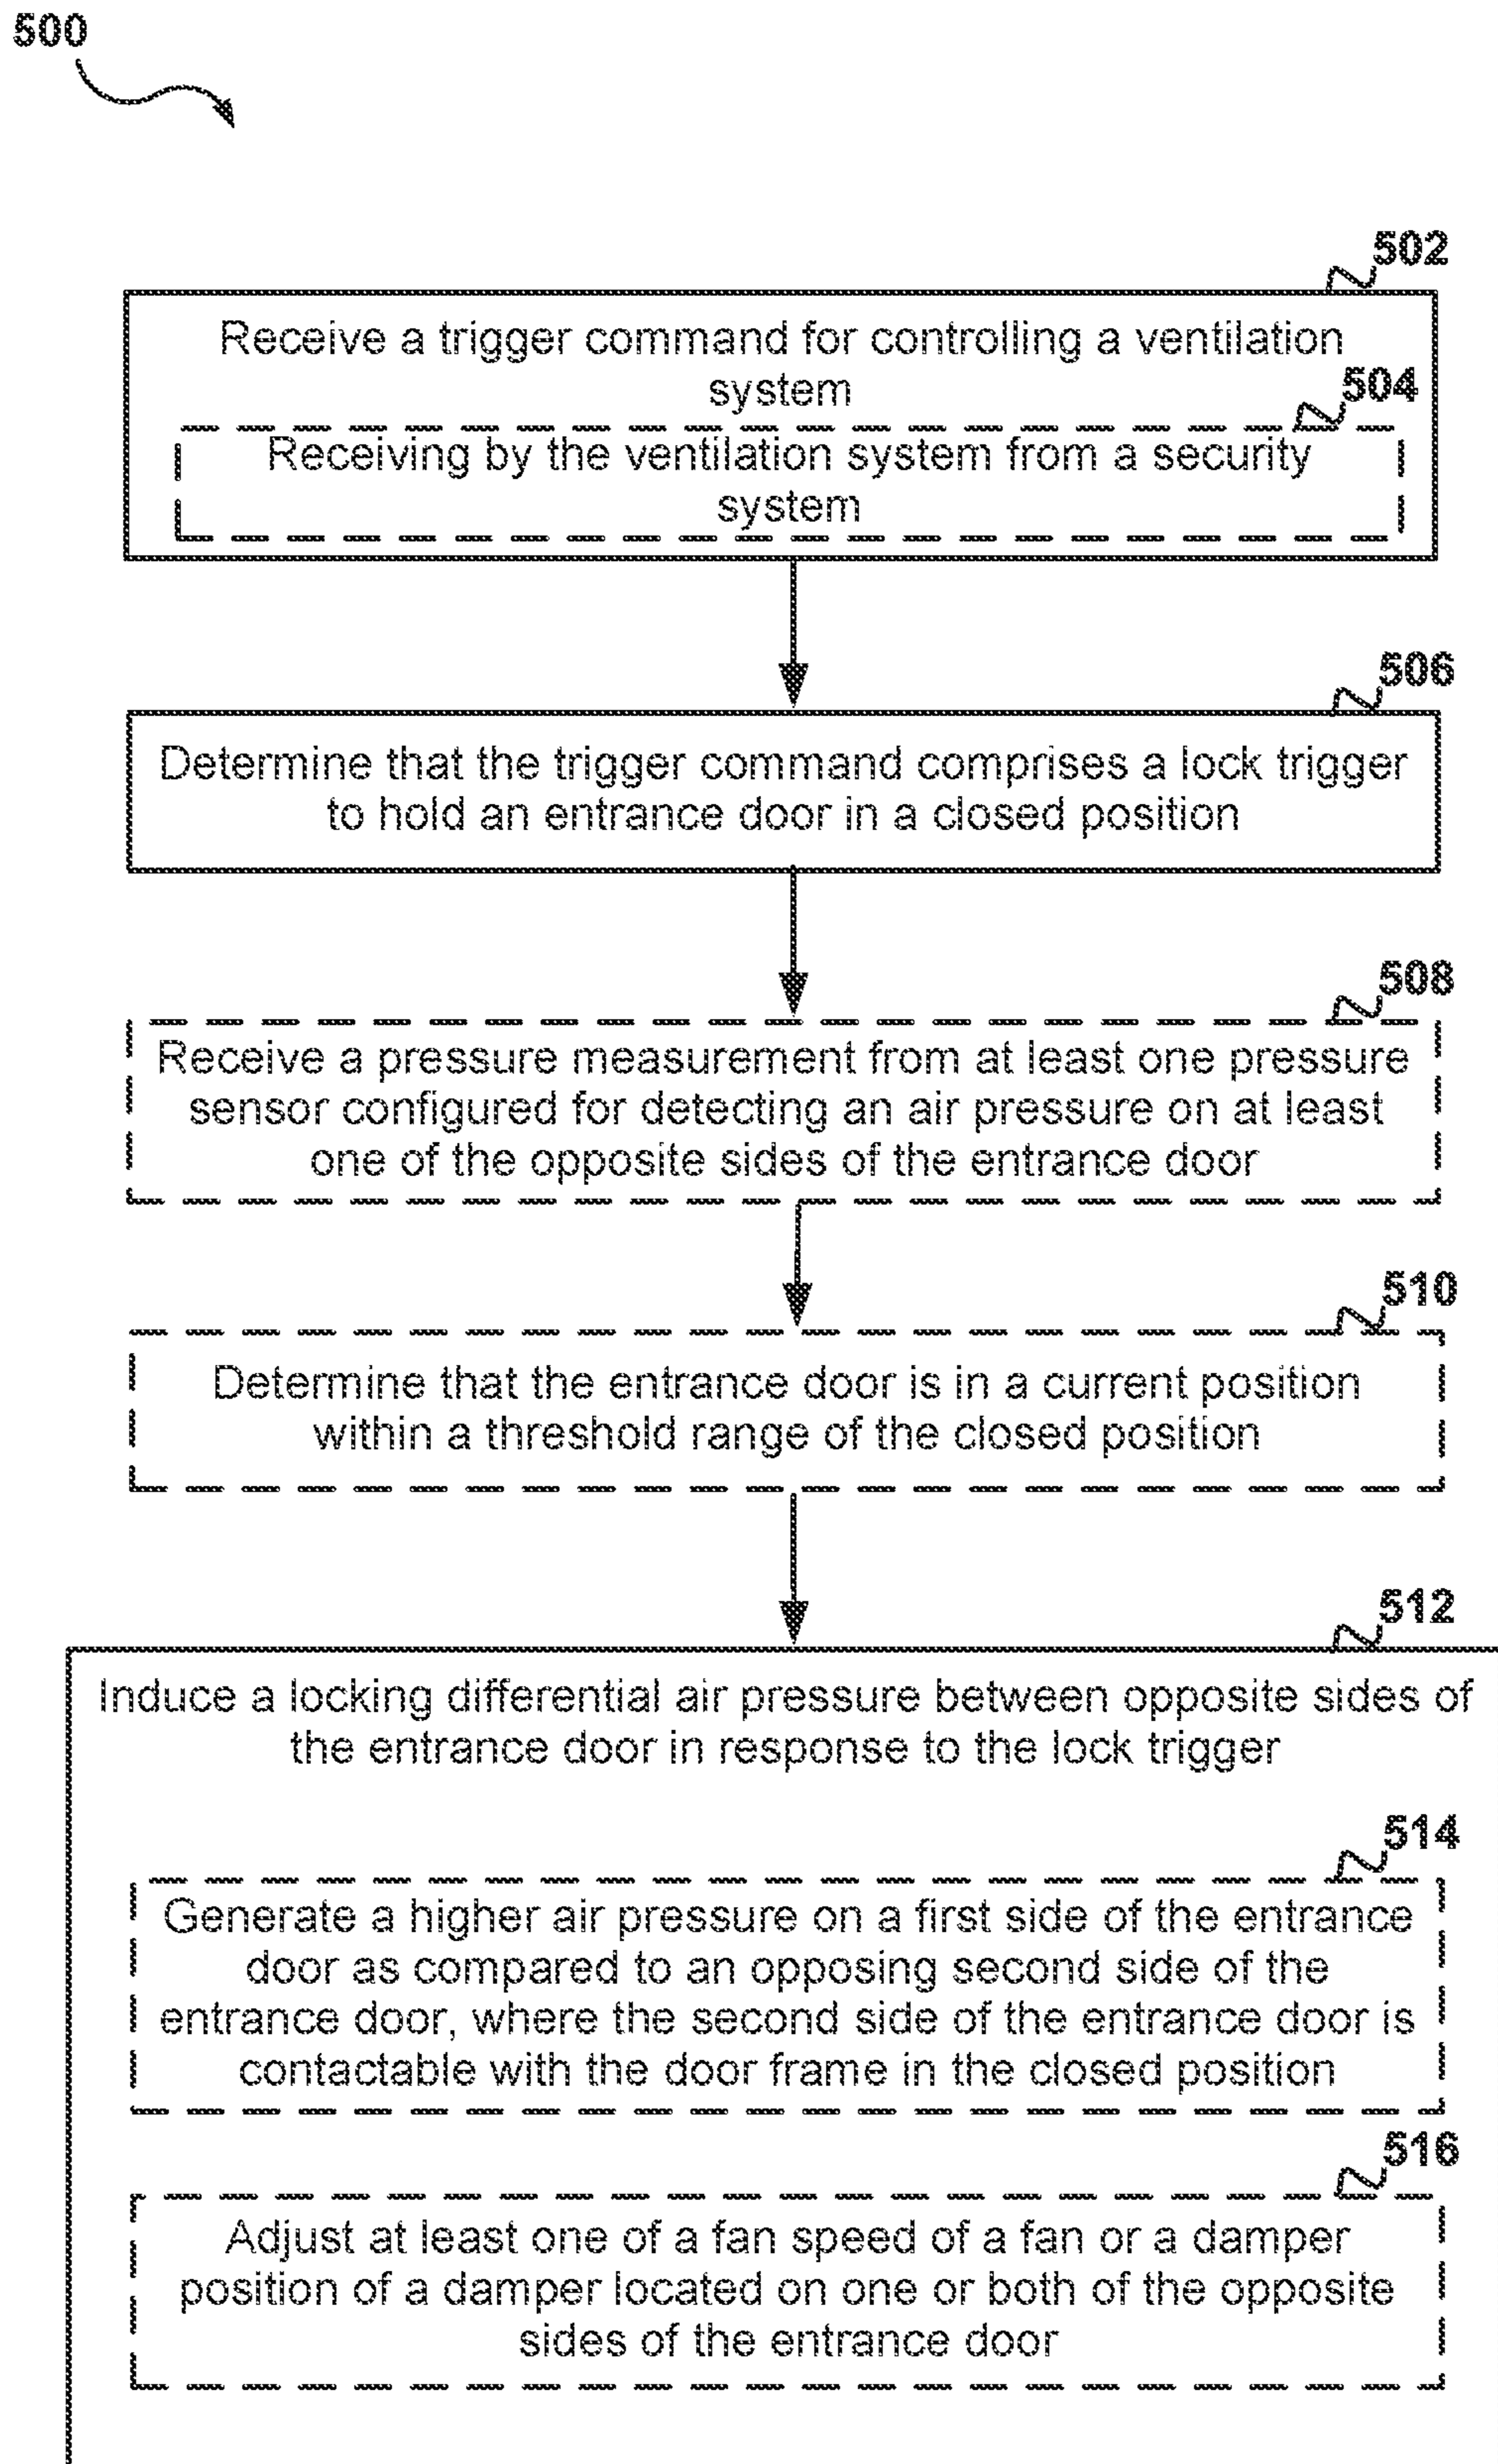 500
502
Receive a trigger command for controlling a ventilation
system
504
Receiving by the ventilation system from a security
system
506
Determine that the trigger command comprises a lock trigger
to hold an entrance door in a closed position
508
Receive a pressure measurement from at least one pressure
sensor configured for detecting an air pressure on at least
one of the opposite sides of the entrance door
510
Determine that the entrance door is in a current position
within a threshold range of the closed position
512
Induce a locking differential air pressure between opposite sides of
the entrance door in response to the lock trigger
514
Generate a higher air pressure on a first side of the entrance
door as compared to an opposing second side of the
entrance door, where the second side of the entrance door is
contactable with the door frame in the closed position
516
Adjust at least one of a fan speed of a fan or a damper
position of a damper located on one or both of the opposite
sides of the entrance door